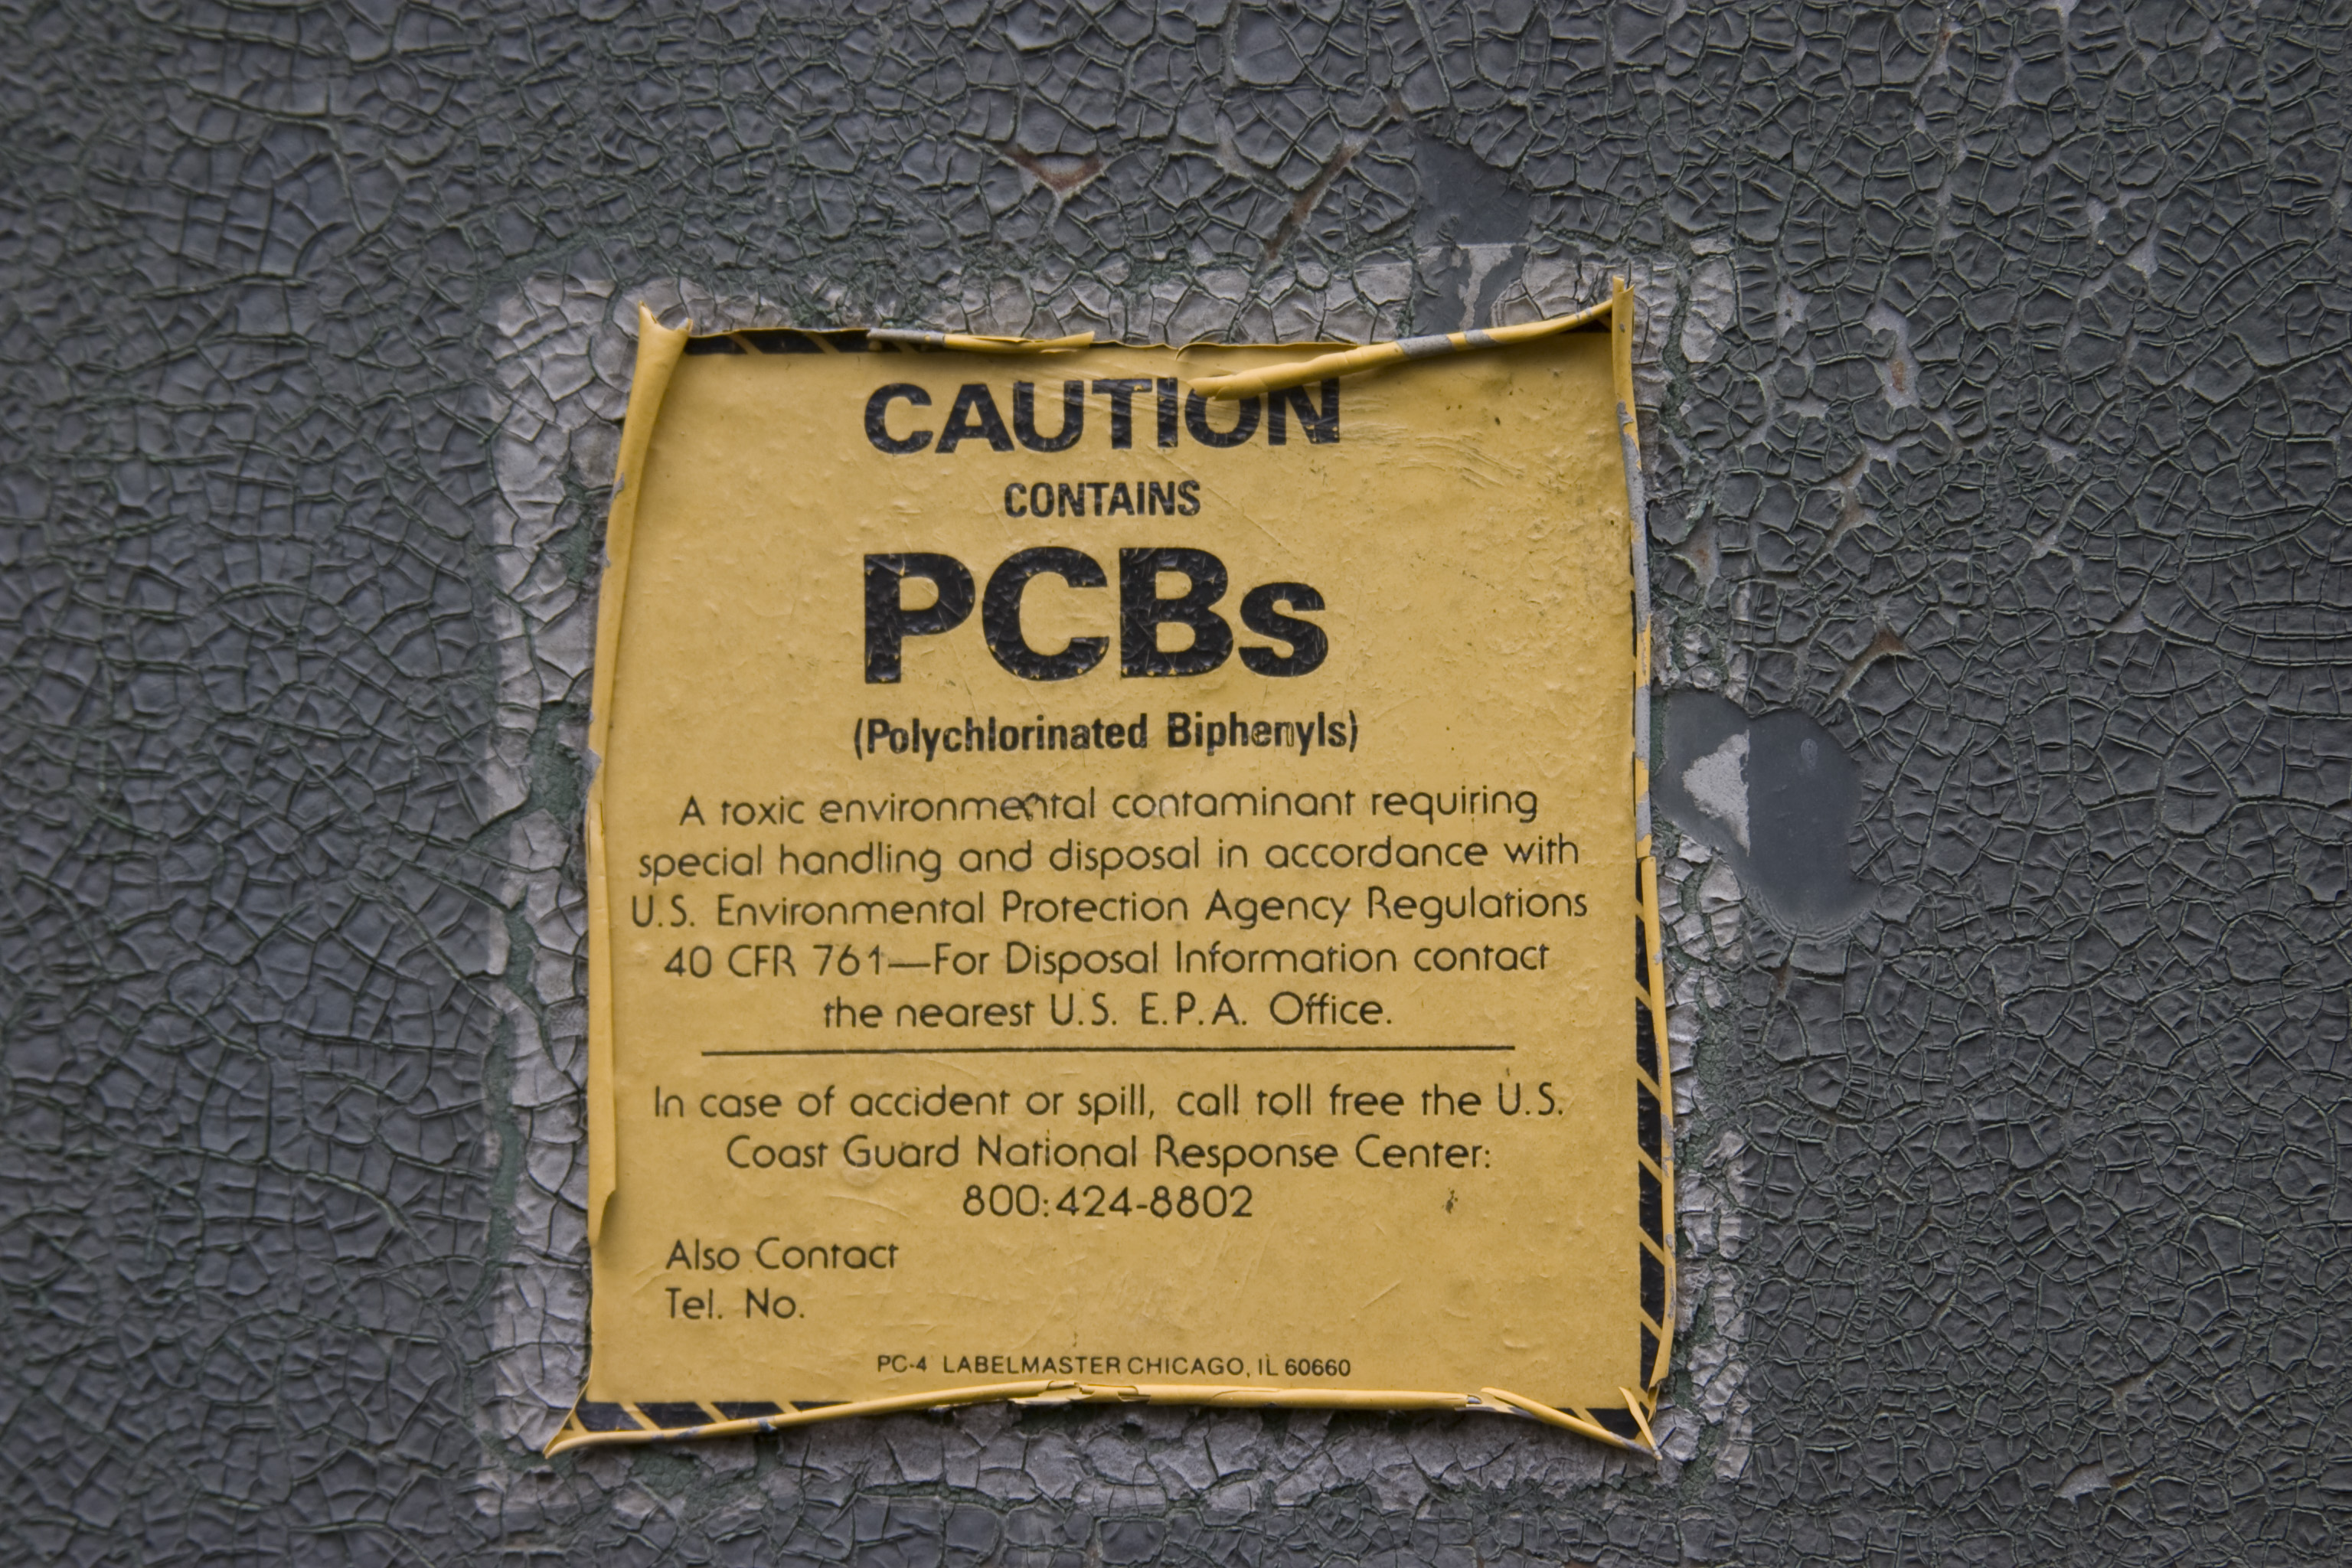 CAUTION
CONTAINS
PCBs
(Polychlorinated Biphenyls)
A toxic environmental contaminant requiring
special handling and disposal in accordance with
U.S. Environmental Protection Agency Regulations
40 CFR 761—For Disposal Information contact
the nearest U.S. E.P.A. Office.
In case of accident or spill, call toll free the U.S.
Coast Guard National Response Center:
800:424-8802
Also Contact
Tel. No.
PC-4 LABELMASTER CHICAGO, IL 60660